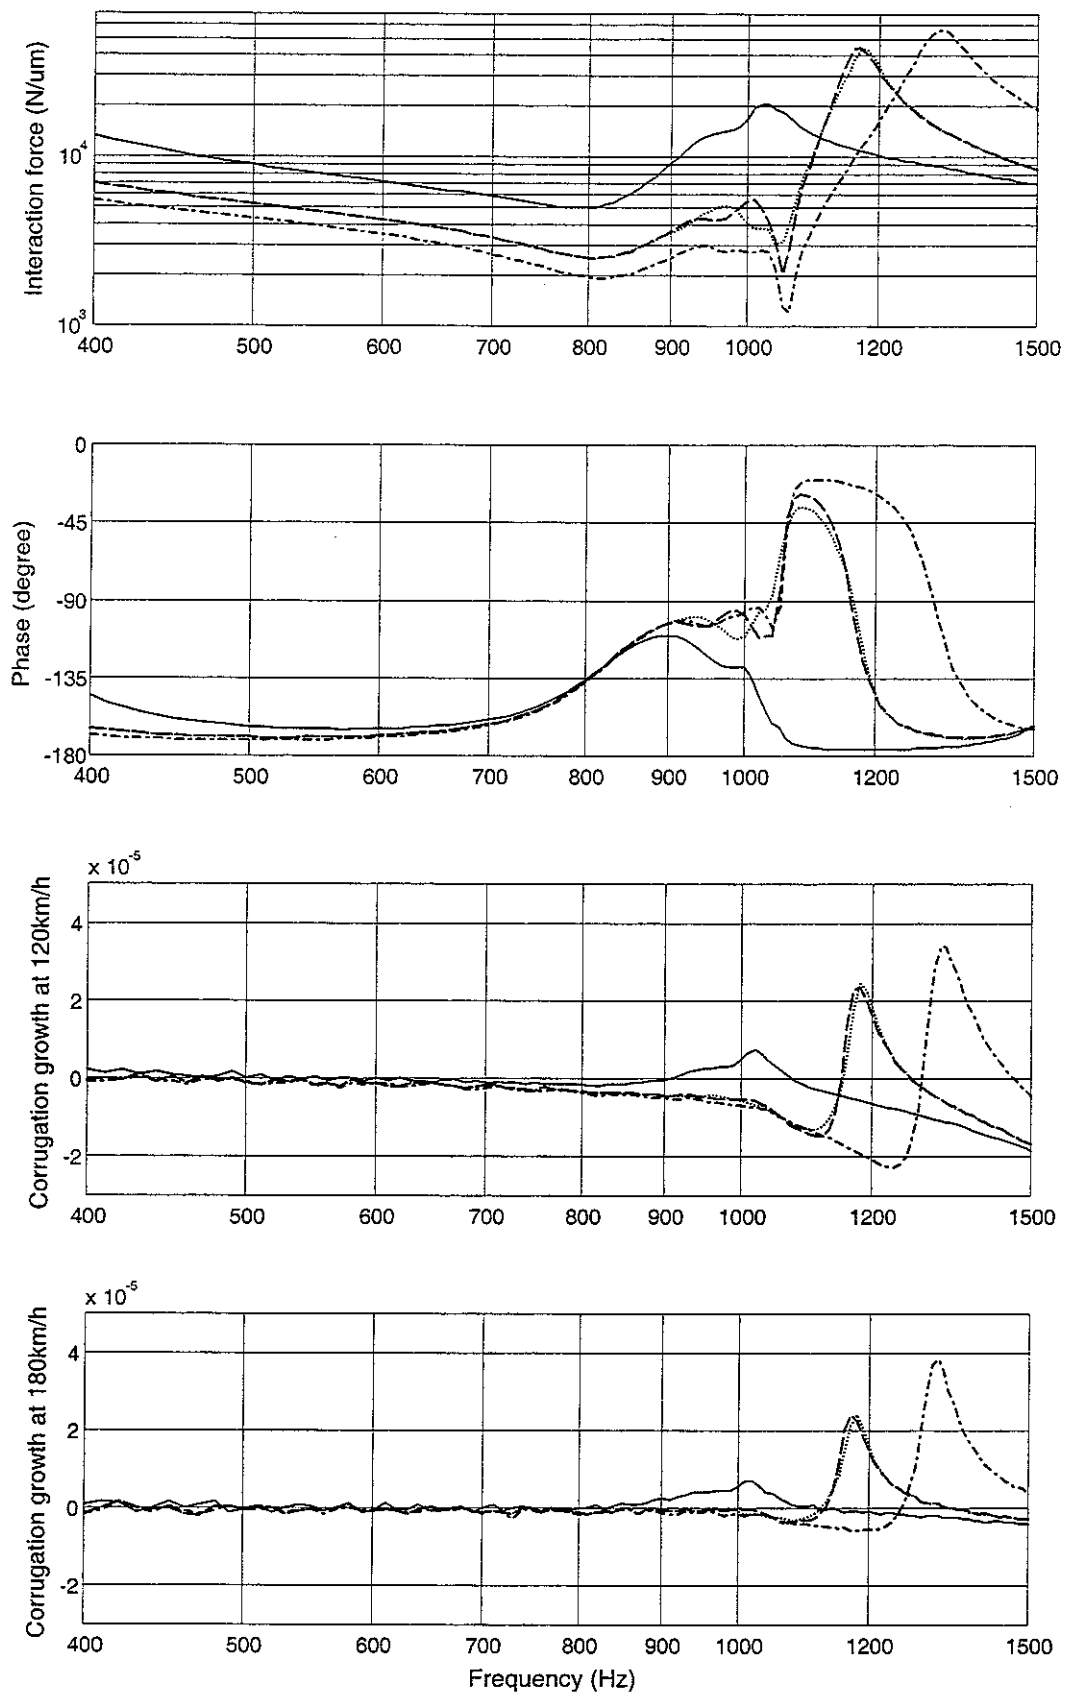 Interaction force (N/um)
10^4
10^3
400 500 600 700 800 900 1000 1200 1500
Phase (degree)
0
-45
-90
-135
-180
400 500 600 700 800 900 1000 1200 1500
Corrugation growth at 120km/h
x 10^-5
4
2
0
-2
400 500 600 700 800 900 1000 1200 1500
Corrugation growth at 180km/h
x 10^-5
4
2
0
-2
400 500 600 700 800 900 1000 1200 1500
Frequency (Hz)